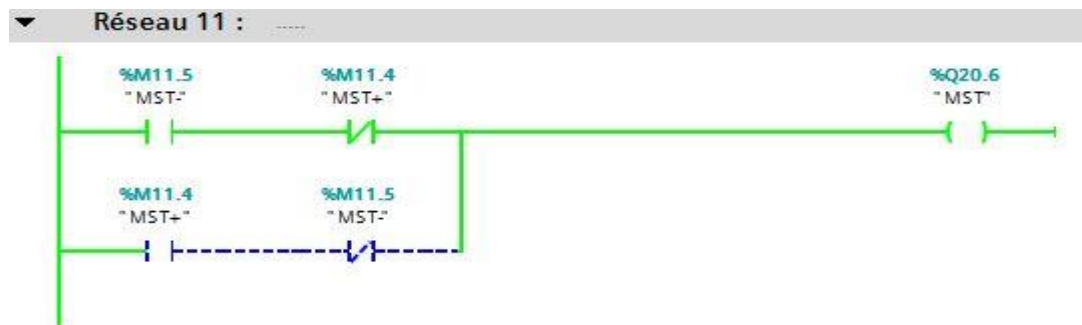 Réseau 11 : .....
%M11.5 %M11.4 %Q20.6
"MST-" "MST+" "MST"
%M11.4 %M11.5
"MST+" "MST-"